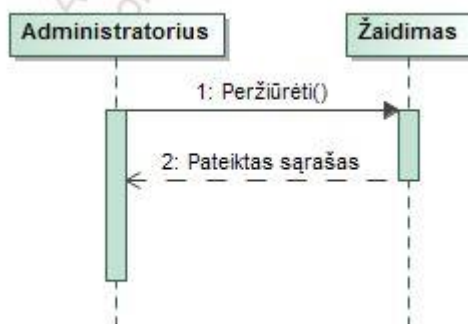 Administratorius
Žaidimas
1: Peržiūrėti()
2: Pateiktas sąrašas